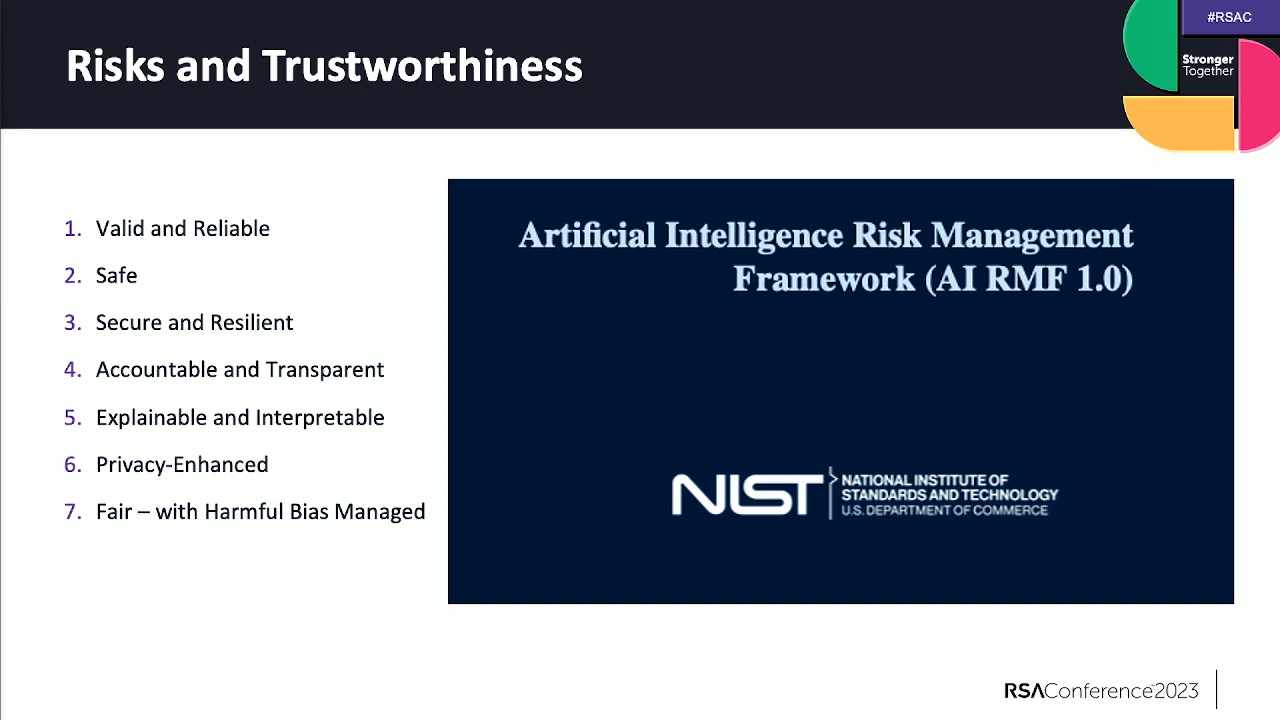 Risks and Trustworthiness
#RSAC
Stronger
Together
1. Valid and Reliable
2. Safe
3. Secure and Resilient
4. Accountable and Transparent
5. Explainable and Interpretable
6. Privacy-Enhanced
7. Fair – with Harmful Bias Managed
Artificial Intelligence Risk Management
Framework (AI RMF 1.0)
NIST
NATIONAL INSTITUTE OF
STANDARDS AND TECHNOLOGY
U.S. DEPARTMENT OF COMMERCE
RSAConference™2023